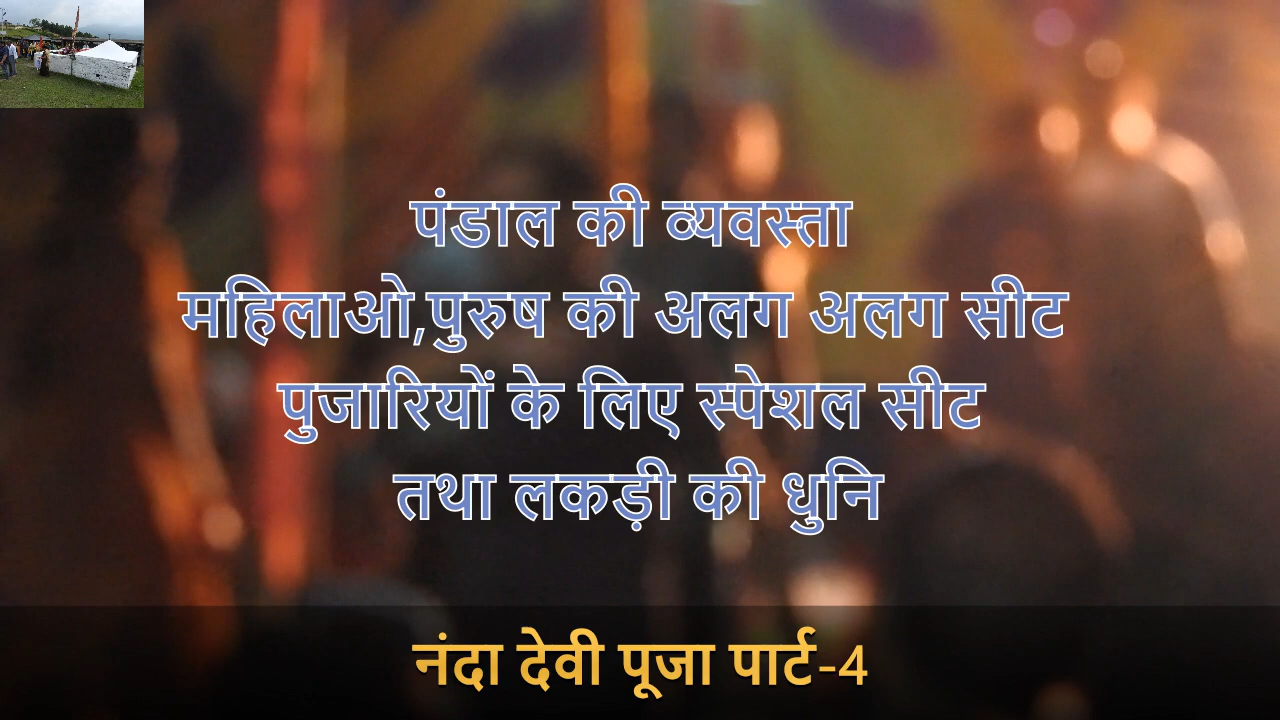 पंडाल की व्यवस्ता
महिलाओ,पुरुष की अलग अलग सीट
पुजारियों के लिए स्पेशल सीट
तथा लकड़ी की धुनि
नंदा देवी पूजा पार्ट-4